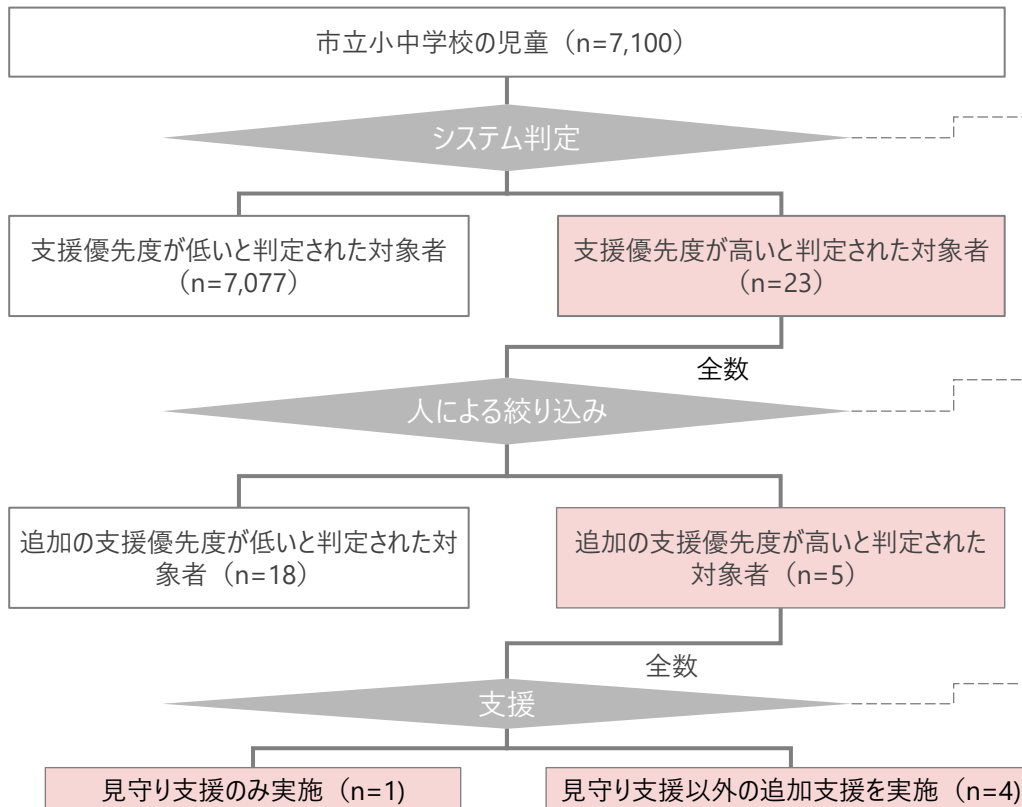 市立小中学校の児童（n=7,100）
システム判定
支援優先度が低いと判定された対象者
（n=7,077）
支援優先度が高いと判定された対象者
（n=23）
全数
人による絞り込み
追加の支援優先度が低いと判定された対
象者（n=18）
追加の支援優先度が高いと判定された
対象者（n=5）
全数
支援
見守り支援のみ実施（n=1）
見守り支援以外の追加支援を実施（n=4）